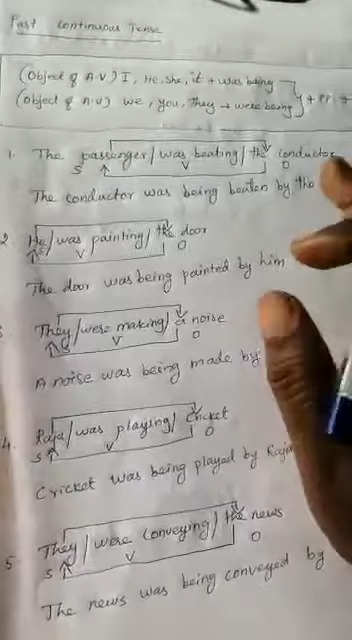 Past Continuous Tense
(Object of A.V) I, He, she, it + was being
(Object of A.V) we, you, they → were being } + PP +
1. The passenger / was beating / the conductor
S V O
The conductor was being beaten by the
2. He / was painting / the door
S V O
The door was being painted by him
They / were making / a noise
S V O
A noise was being made by
4. Raja / was playing / cricket
S V O
Cricket was being played by Raja
5. They / were conveying / the news
S V O
The news was being conveyed by